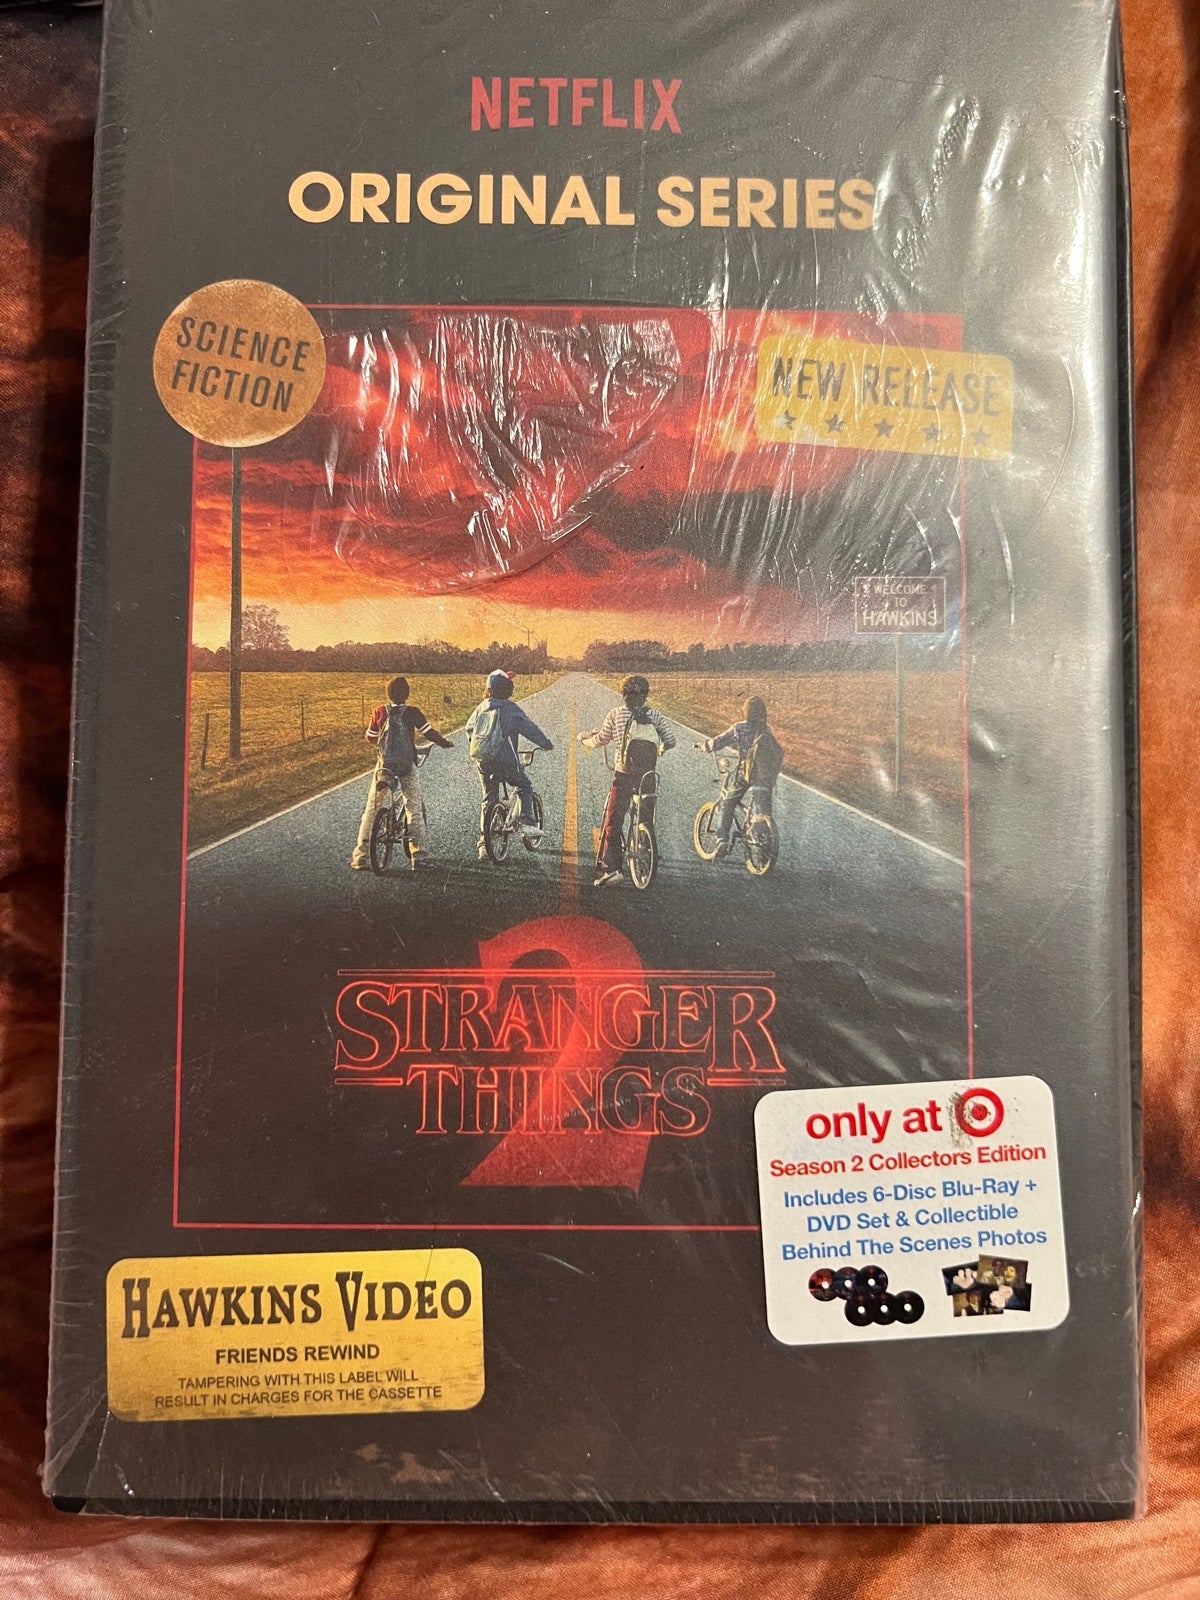 NETFLIX
ORIGINAL SERIES
SCIENCE
FICTION
NEW RELEASE
WELCOME
TO
HAWKINS
2
STRANGER
THINGS
only at
Season 2 Collectors Edition
Includes 6-Disc Blu-Ray +
DVD Set & Collectible
Behind The Scenes Photos
HAWKINS VIDEO
FRIENDS REWIND
TAMPERING WITH THIS LABEL WILL
RESULT IN CHARGES FOR THE CASSETTE